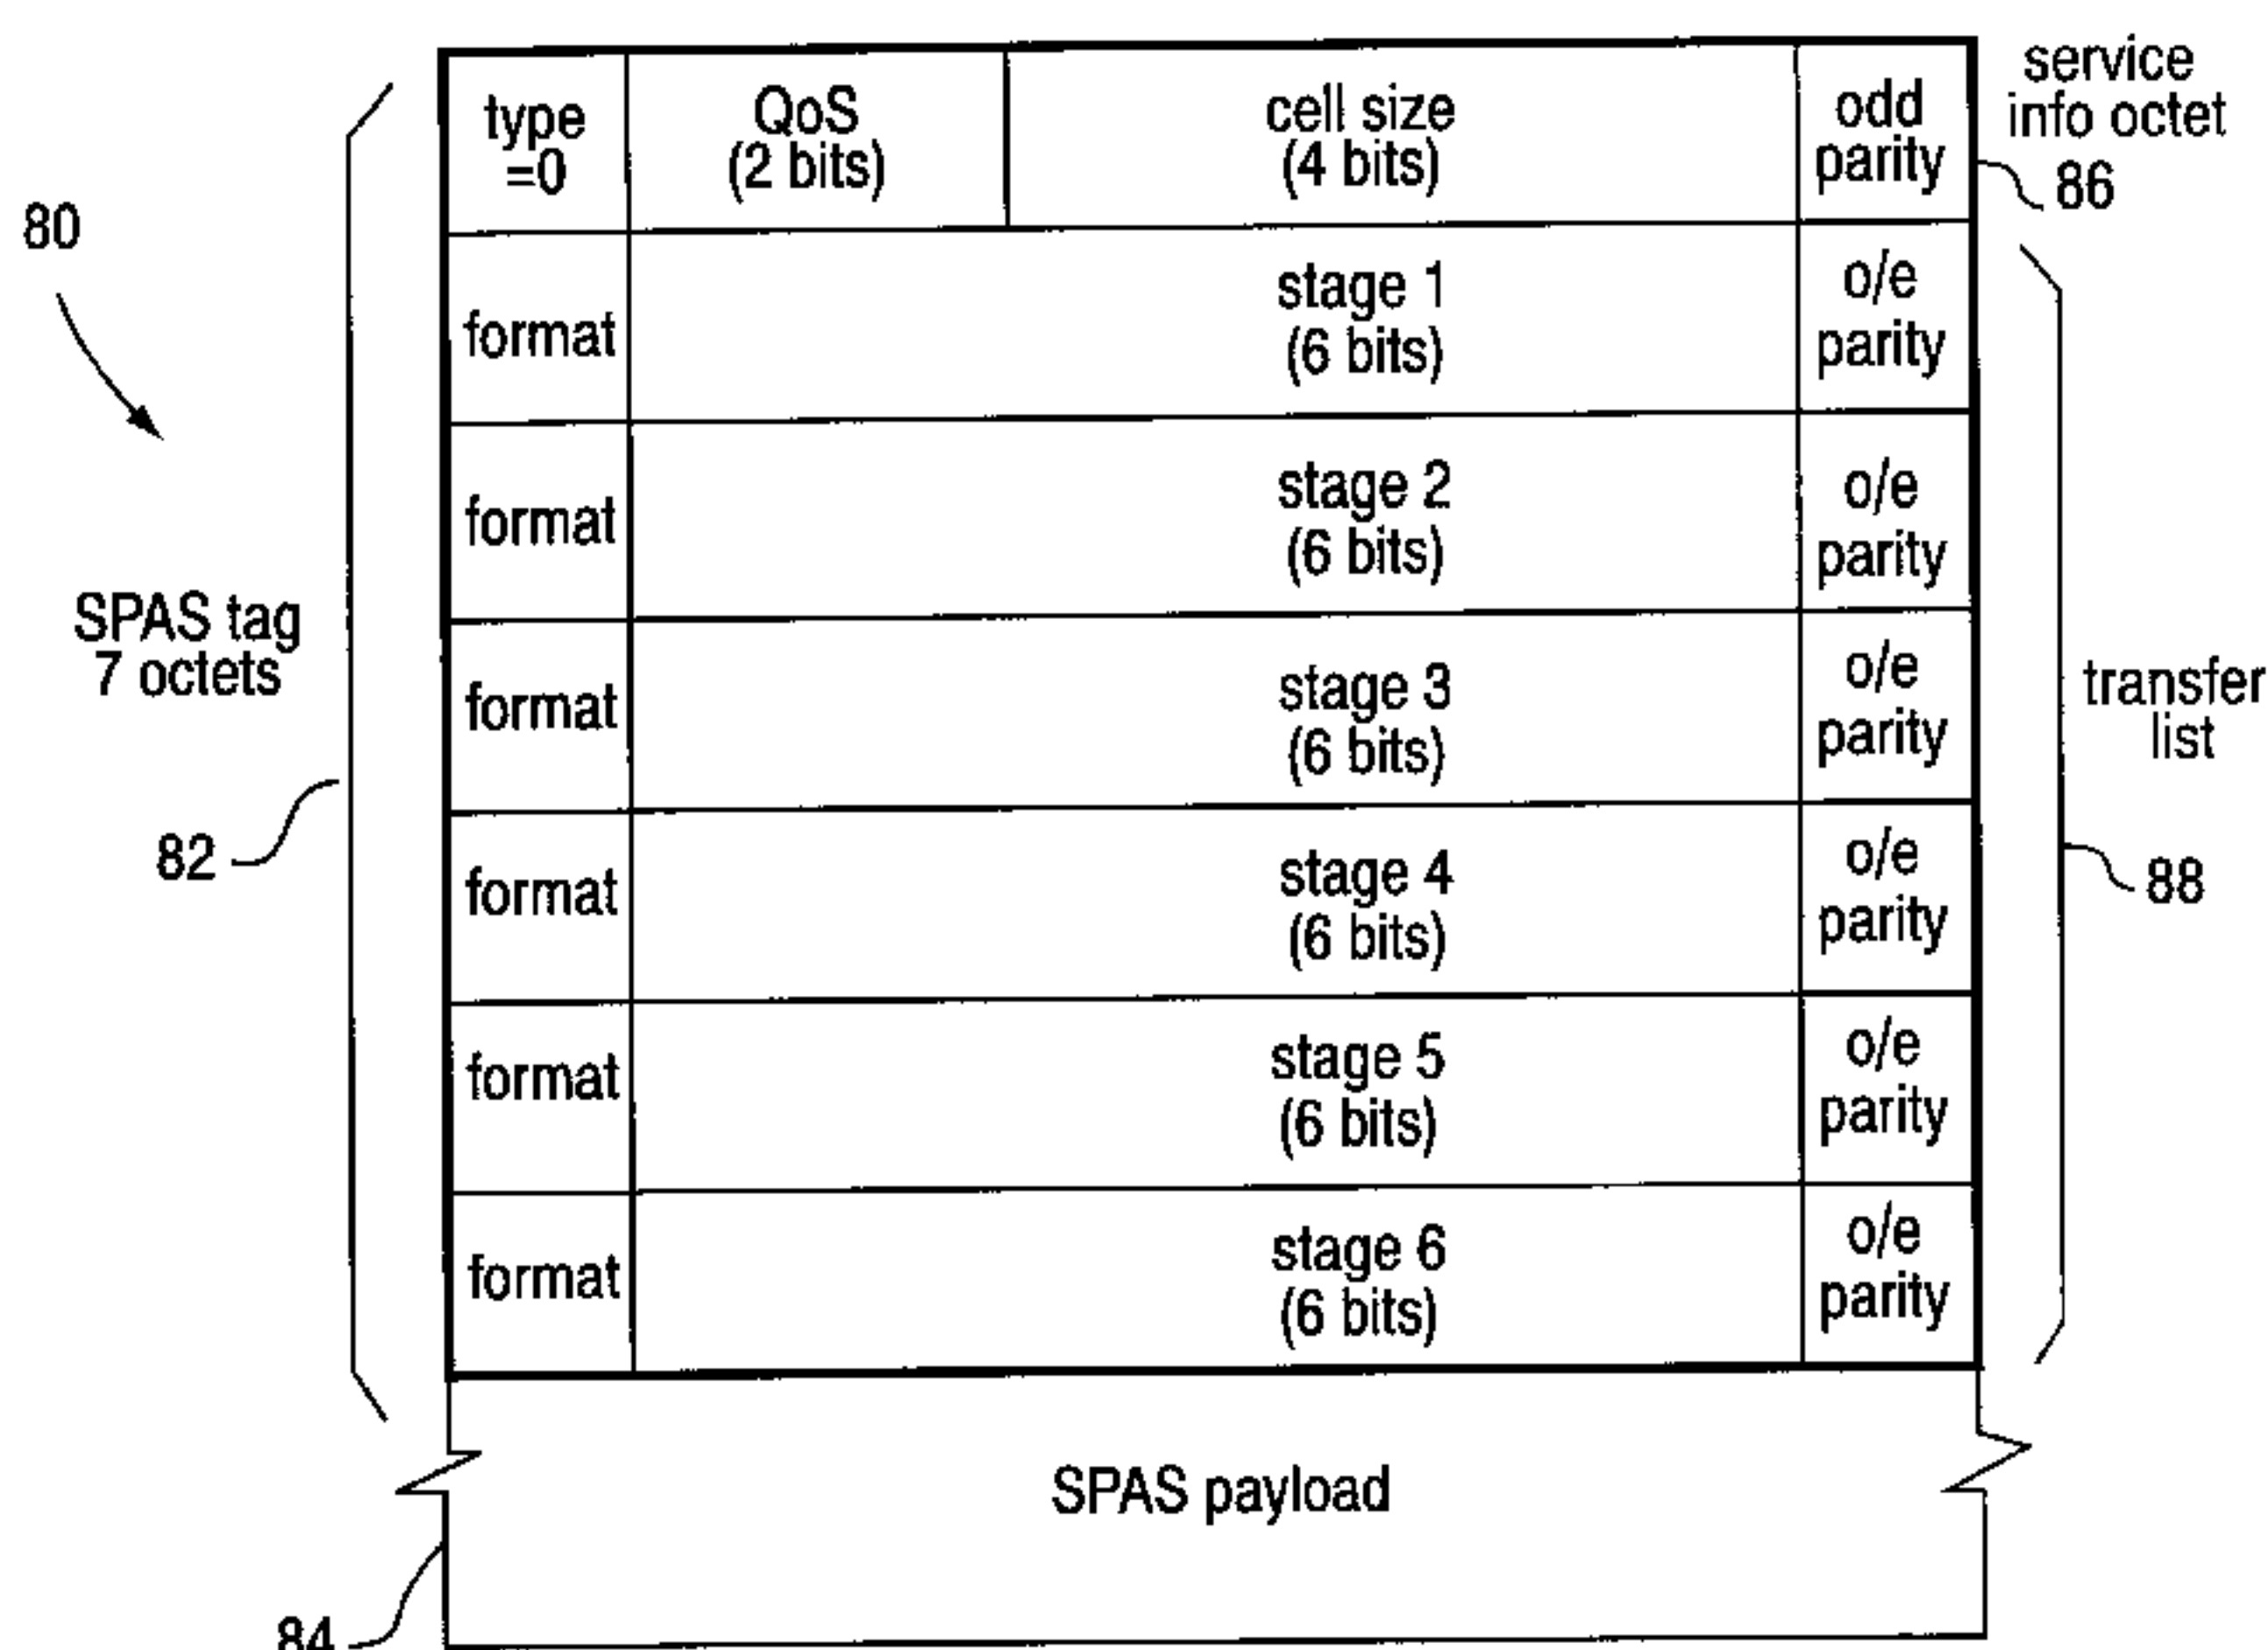 type
=0
QoS
(2 bits)
cell size
(4 bits)
odd
parity
service
info octet
86
80
format
stage 1
(6 bits)
o/e
parity
format
stage 2
(6 bits)
o/e
parity
SPAS tag
7 octets
82
format
stage 3
(6 bits)
o/e
parity
transfer
list
88
format
stage 4
(6 bits)
o/e
parity
format
stage 5
(6 bits)
o/e
parity
format
stage 6
(6 bits)
o/e
parity
SPAS payload
84